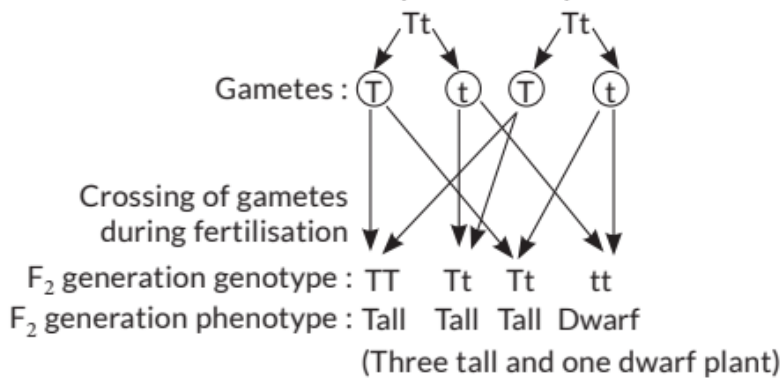 Tt Tt
Gametes : T t T t
Crossing of gametes
during fertilisation
F₂ generation genotype : TT Tt Tt tt
F₂ generation phenotype : Tall Tall Tall Dwarf
(Three tall and one dwarf plant)